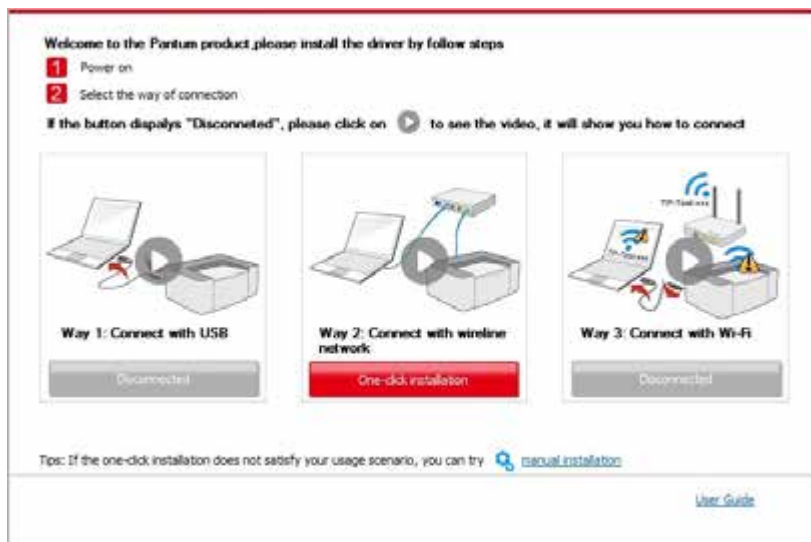 Welcome to the Pantum product,please install the driver by follow steps
1 Power on
2 Select the way of connection
If the button dispalys "Disconneted", please click on to see the video, it will show you how to connect
Way 1: Connect with USB
Disconnected
Way 2: Connect with wireline
network
One-click installation
Way 3: Connect with Wi-Fi
Disconnected
Tips: If the one-click installation does not satisfy your usage scenario, you can try manual installation
User Guide